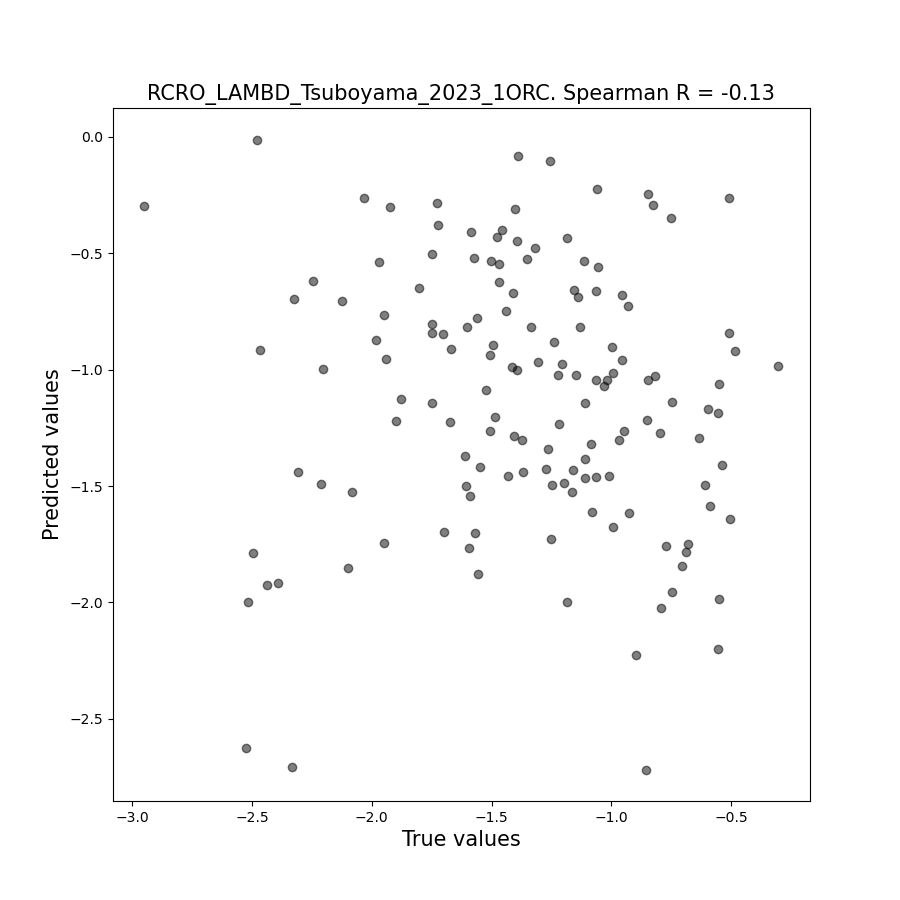 RCRO_LAMBD_Tsuboyama_2023_1ORC. Spearman R = -0.13
0.0
−0.5
−1.0
−1.5
−2.0
−2.5
Predicted values
−3.0 −2.5 −2.0 −1.5 −1.0 −0.5
True values